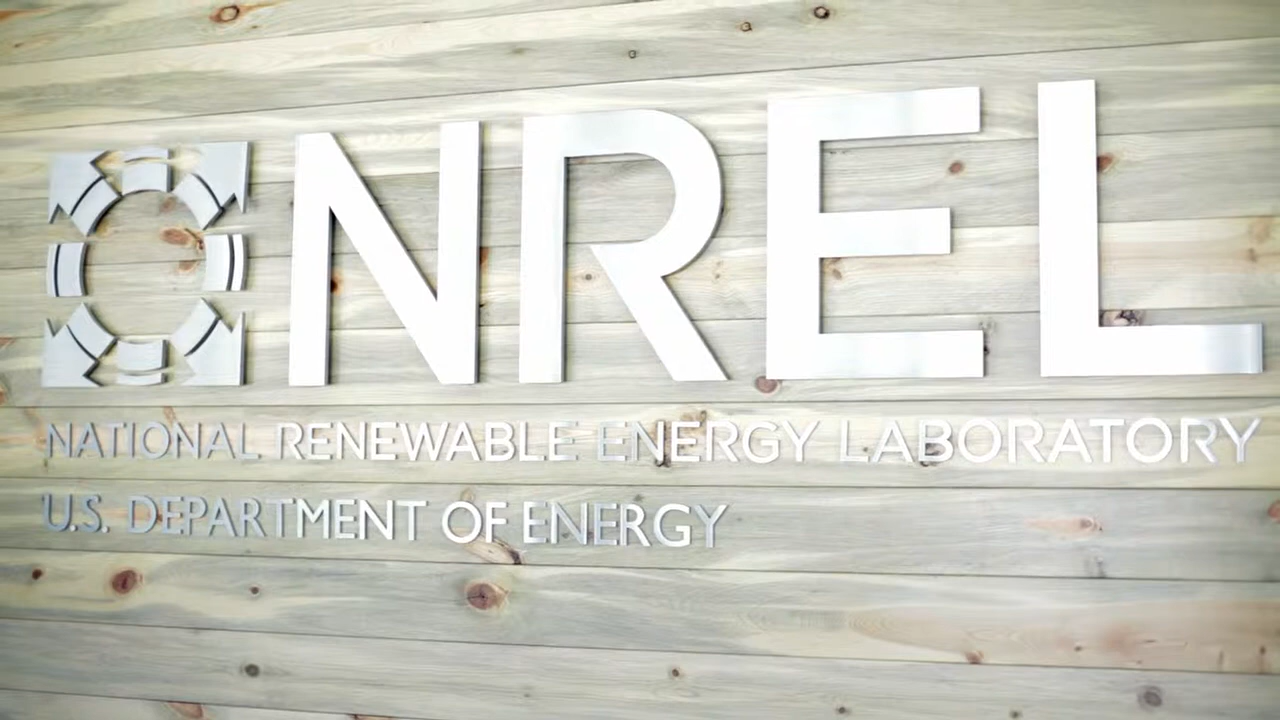 NREL
NATIONAL RENEWABLE ENERGY LABORATORY
U.S. DEPARTMENT OF ENERGY